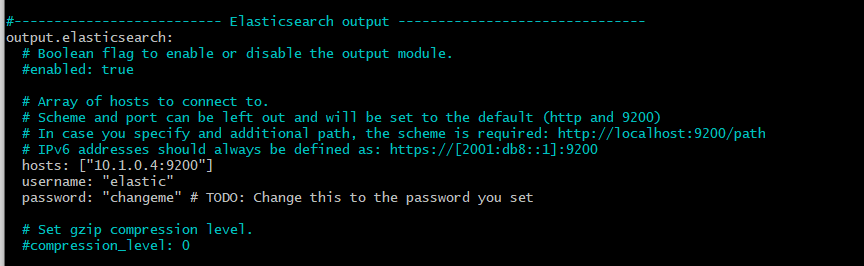 #-------------------------- Elasticsearch output -------------------------------
output.elasticsearch:
  # Boolean flag to enable or disable the output module.
  #enabled: true

  # Array of hosts to connect to.
  # Scheme and port can be left out and will be set to the default (http and 9200)
  # In case you specify and additional path, the scheme is required: http://localhost:9200/path
  # IPv6 addresses should always be defined as: https://[2001:db8::1]:9200
  hosts: ["10.1.0.4:9200"]
  username: "elastic"
  password: "changeme" # TODO: Change this to the password you set

  # Set gzip compression level.
  #compression_level: 0